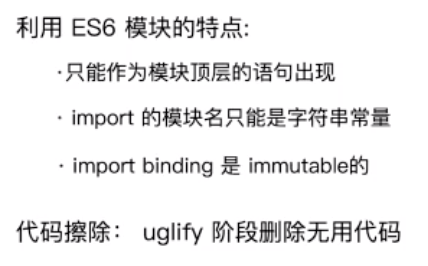 利用 ES6 模块的特点:
·只能作为模块顶层的语句出现
· import 的模块名只能是字符串常量
· import binding 是 immutable的
代码擦除： uglify 阶段删除无用代码